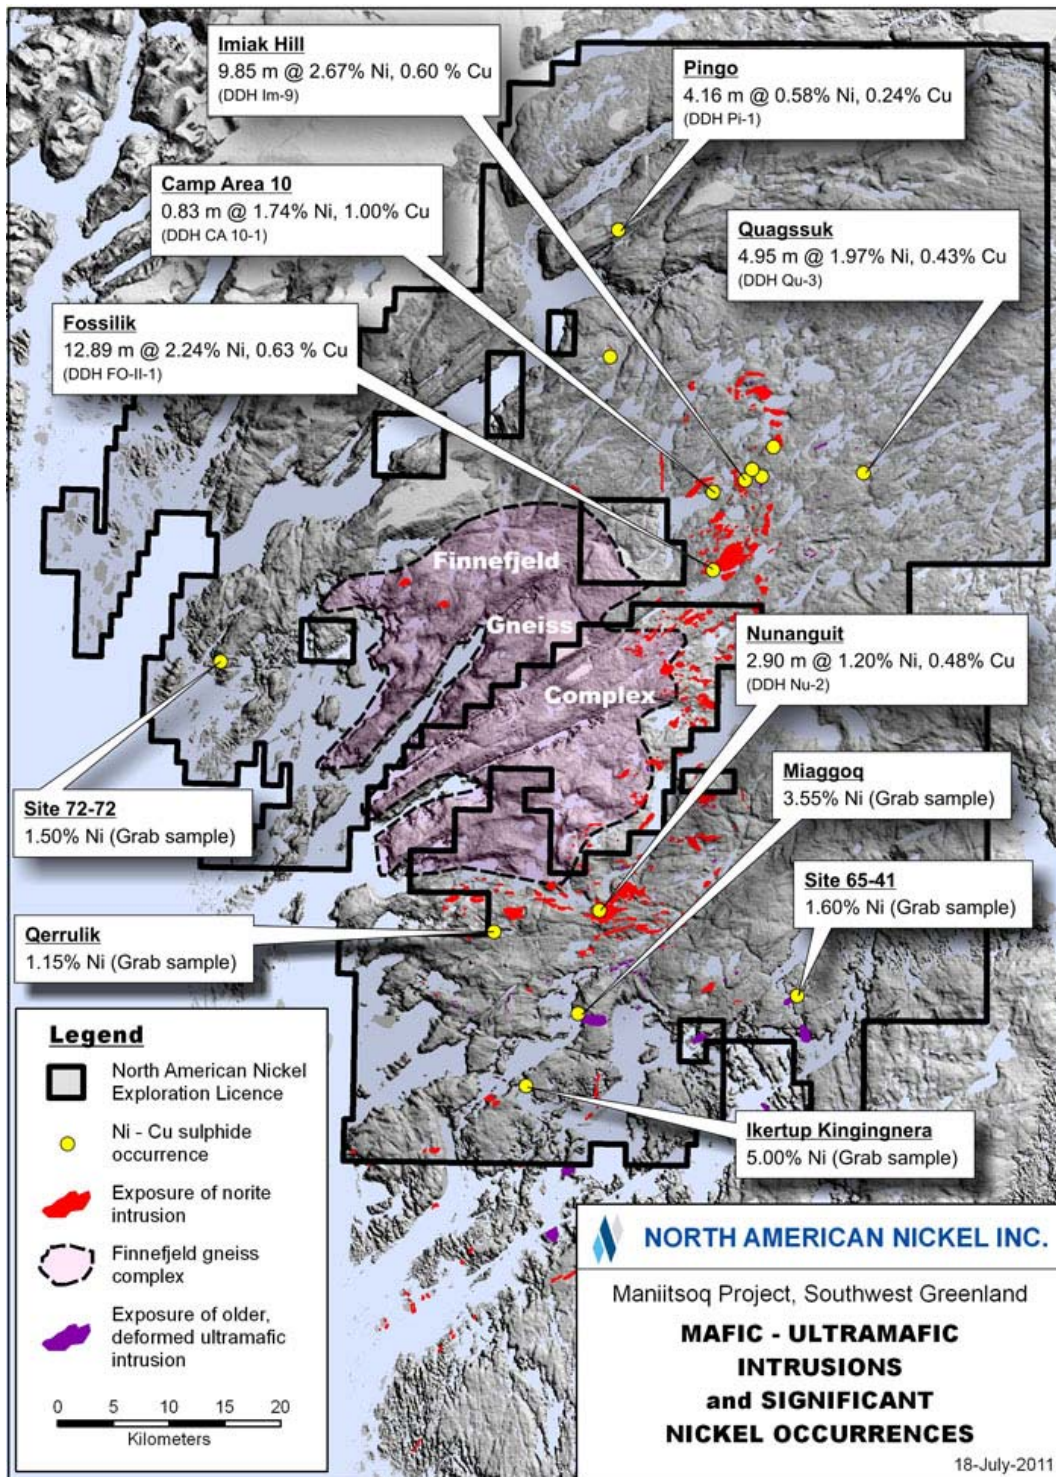 Imiak Hill
9.85 m @ 2.67% Ni, 0.60 % Cu
(DDH Im-9)
Pingo
4.16 m @ 0.58% Ni, 0.24% Cu
(DDH Pi-1)
Camp Area 10
0.83 m @ 1.74% Ni, 1.00% Cu
(DDH CA 10-1)
Quagssuk
4.95 m @ 1.97% Ni, 0.43% Cu
(DDH Qu-3)
Fossilik
12.89 m @ 2.24% Ni, 0.63 % Cu
(DDH FO-II-1)
Finnefjeld
Gneiss
Complex
Nunanguit
2.90 m @ 1.20% Ni, 0.48% Cu
(DDH Nu-2)
Site 72-72
1.50% Ni (Grab sample)
Miaggoq
3.55% Ni (Grab sample)
Site 65-41
1.60% Ni (Grab sample)
Qerrulik
1.15% Ni (Grab sample)
Ikertup Kingingnera
5.00% Ni (Grab sample)
Legend
North American Nickel
Exploration Licence
Ni - Cu sulphide
occurrence
Exposure of norite
intrusion
Finnefjeld gneiss
complex
Exposure of older,
deformed ultramafic
intrusion
0 5 10 15 20
Kilometers
NORTH AMERICAN NICKEL INC.
Maniitsoq Project, Southwest Greenland
MAFIC - ULTRAMAFIC
INTRUSIONS
and SIGNIFICANT
NICKEL OCCURRENCES
18-July-2011